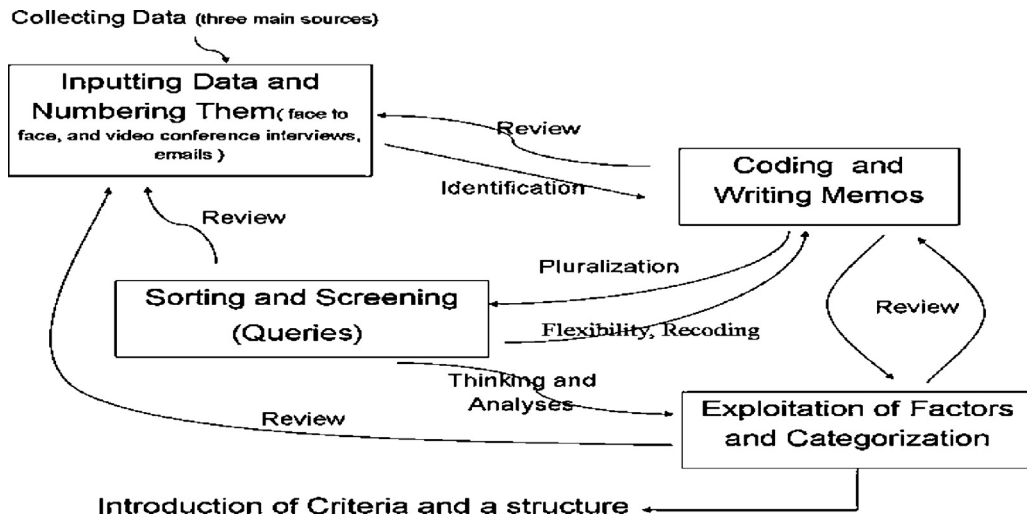 Collecting Data (three main sources)
Inputting Data and
Numbering Them( face to
face, and video conference interviews,
emails )
Review
Identification
Coding and
Writing Memos
Review
Pluralization
Sorting and Screening
(Queries)
Flexibility, Recoding
Review
Thinking and
Analyses
Review
Exploitation of Factors
and Categorization
Introduction of Criteria and a structure